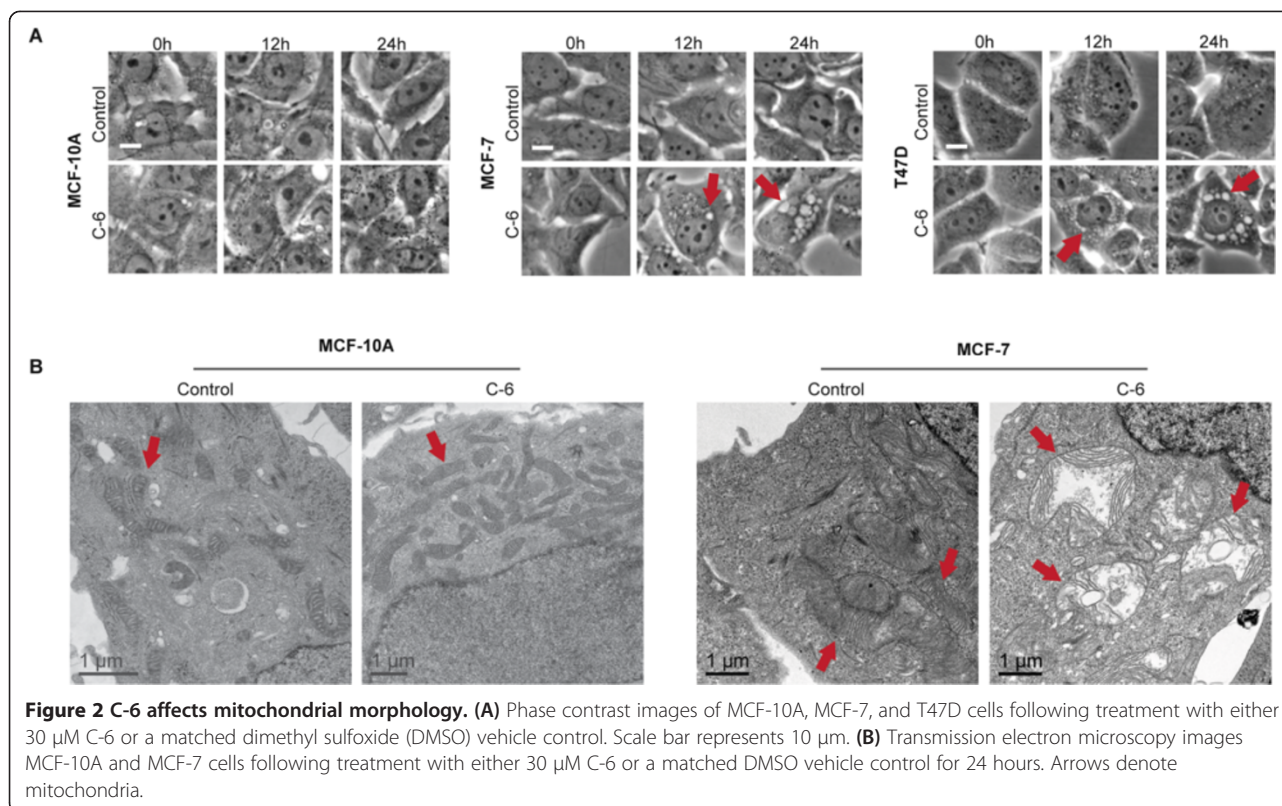 A
0h 12h 24h 0h 12h 24h 0h 12h 24h
Control Control Control
MCF-10A MCF-7 T47D
C-6 C-6 C-6
MCF-10A MCF-7
B
Control C-6 Control C-6
1 µm 1 µm 1 µm 1 µm
Figure 2 C-6 affects mitochondrial morphology. (A) Phase contrast images of MCF-10A, MCF-7, and T47D cells following treatment with either
30 µM C-6 or a matched dimethyl sulfoxide (DMSO) vehicle control. Scale bar represents 10 µm. (B) Transmission electron microscopy images
MCF-10A and MCF-7 cells following treatment with either 30 µM C-6 or a matched DMSO vehicle control for 24 hours. Arrows denote
mitochondria.